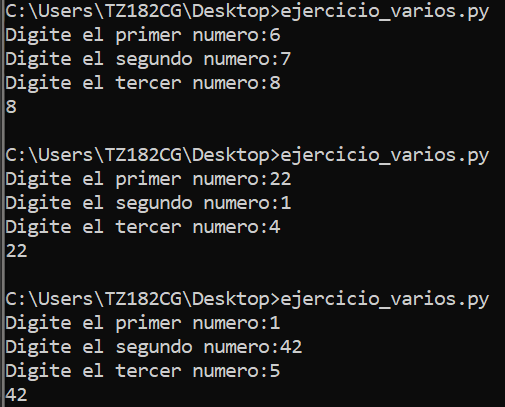 C:\Users\TZ182CG\Desktop>ejercicio_varios.py
Digite el primer numero:6
Digite el segundo numero:7
Digite el tercer numero:8
8
C:\Users\TZ182CG\Desktop>ejercicio_varios.py
Digite el primer numero:22
Digite el segundo numero:1
Digite el tercer numero:4
22
C:\Users\TZ182CG\Desktop>ejercicio_varios.py
Digite el primer numero:1
Digite el segundo numero:42
Digite el tercer numero:5
42